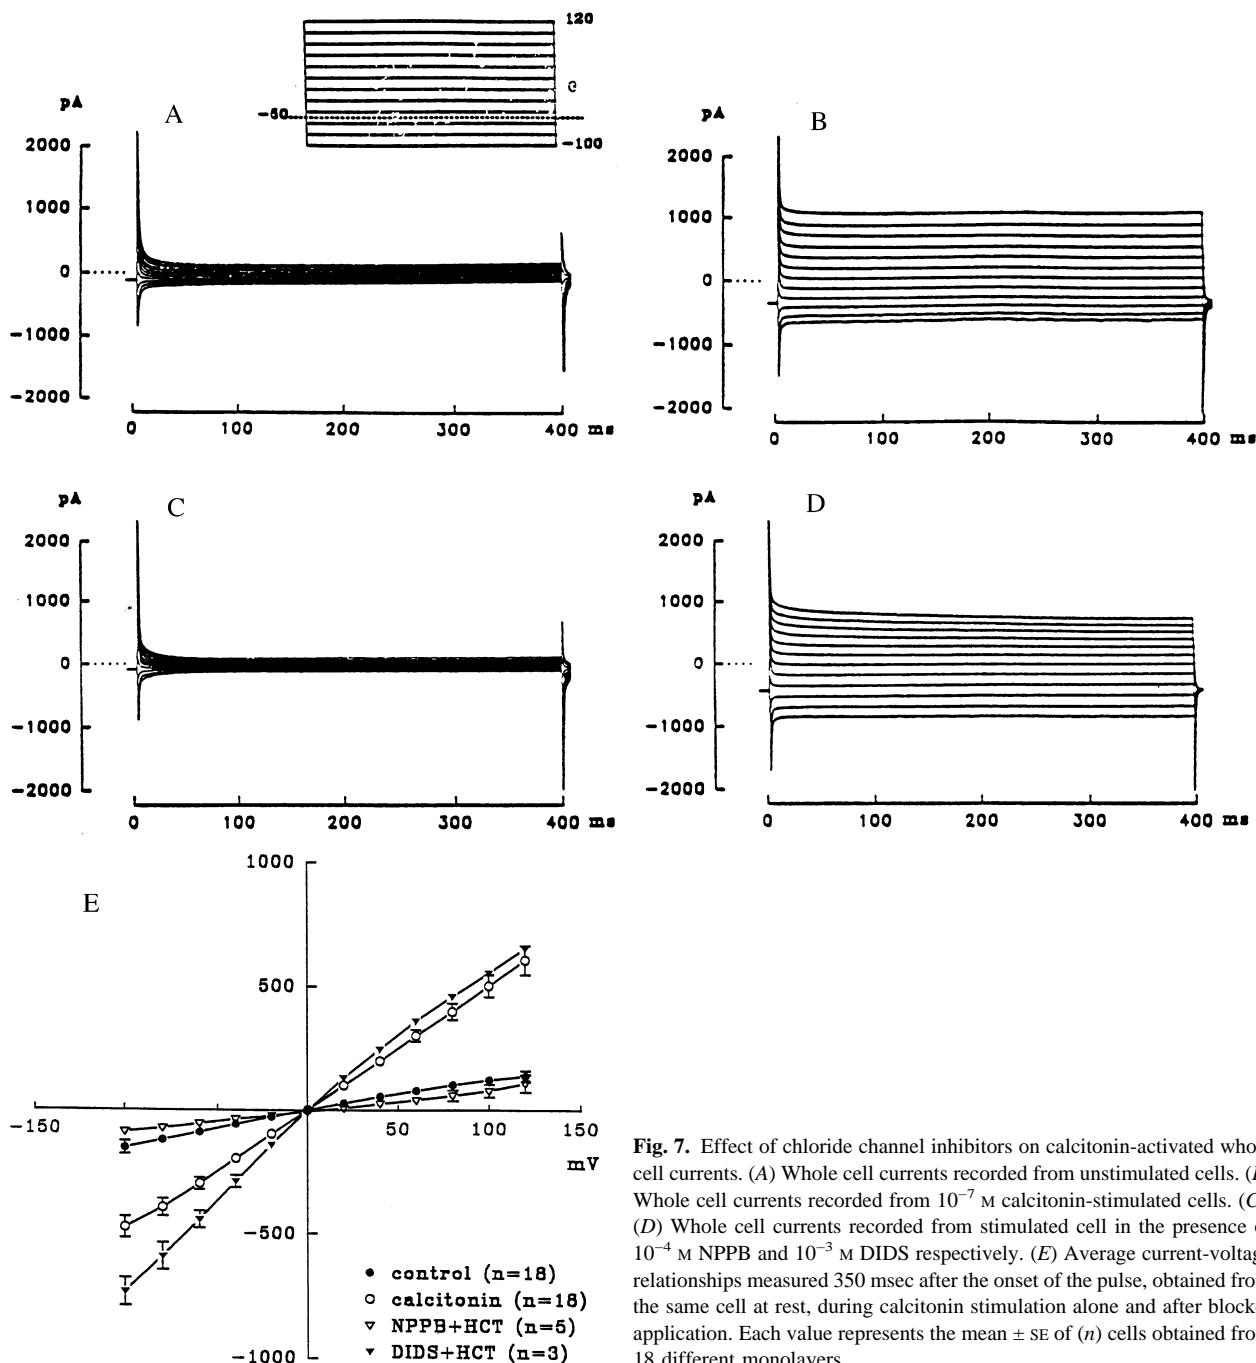 120
-50
-100
pA
A
2000
1000
0
-1000
-2000
0 100 200 300 400 ms
pA
B
2000
1000
0
-1000
-2000
0 100 200 300 400 ms
pA
C
2000
1000
0
-1000
-2000
0 100 200 300 400 ms
pA
D
2000
1000
0
-1000
-2000
0 100 200 300 400 ms
E
1000
500
-150
50 100 150
mV
-500
-1000
control (n=18)
calcitonin (n=18)
NPPB+HCT (n=5)
DIDS+HCT (n=3)
Fig. 7. Effect of chloride channel inhibitors on calcitonin-activated
cell currents. (A) Whole cell currents recorded from unstimulated cells.
Whole cell currents recorded from 10⁻⁷ M calcitonin-stimulated cells.
(D) Whole cell currents recorded from stimulated cell in the presence
10⁻⁴ M NPPB and 10⁻³ M DIDS respectively. (E) Average current-voltage
relationships measured 350 msec after the onset of the pulse, obtained
the same cell at rest, during calcitonin stimulation alone and after
application. Each value represents the mean ± SE of (n) cells obtained
18 different monolayers